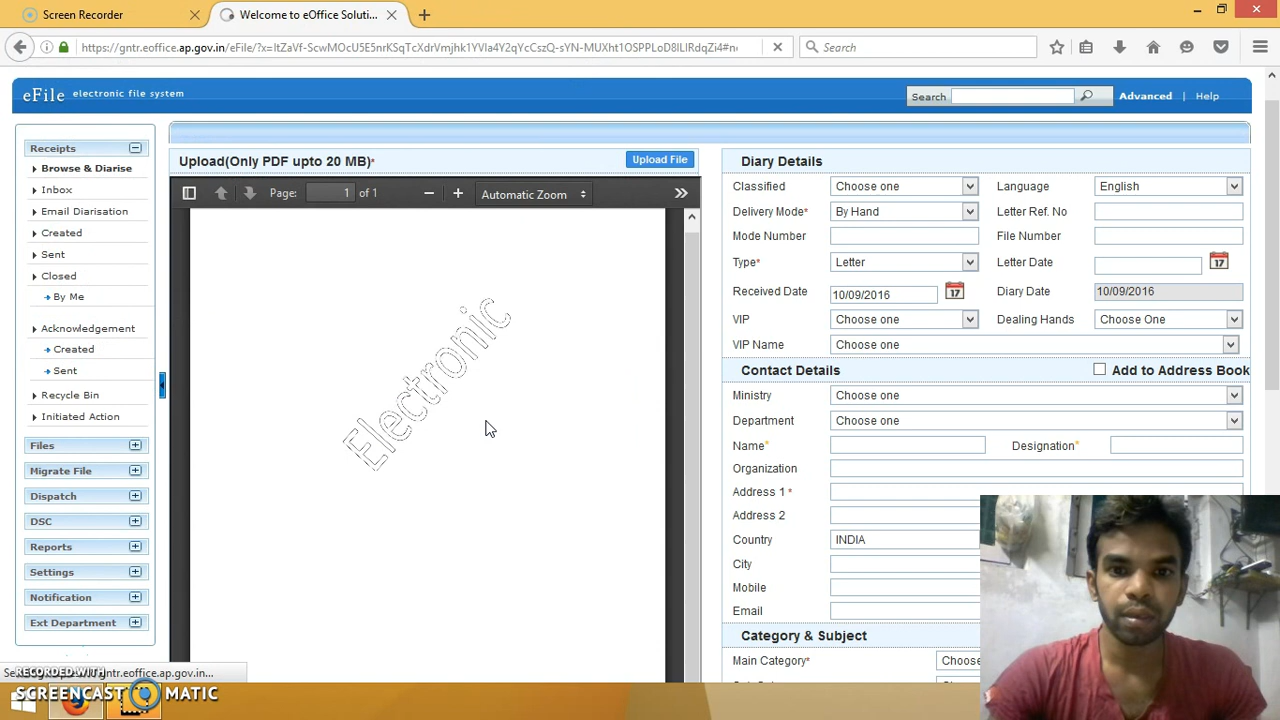 Screen Recorder
Welcome to eOffice Soluti...
https://gntr.eoffice.ap.gov.in/eFile/
Search
eFile electronic file system
Search
Advanced | Help
Receipts
Browse & Diarise
Inbox
Email Diarisation
Created
Sent
Closed
By Me
Acknowledgement
Created
Sent
Recycle Bin
Initiated Action
Files
Migrate File
Dispatch
DSC
Reports
Settings
Notification
Ext Department
Upload(Only PDF upto 20 MB)*
Upload File
Page: 1 of 1
Automatic Zoom
Electronic
Diary Details
Classified Choose one Language English
Delivery Mode* By Hand Letter Ref. No
Mode Number File Number
Type* Letter Letter Date 17
Received Date 10/09/2016 17 Diary Date 10/09/2016
VIP Choose one Dealing Hands Choose One
VIP Name Choose one
Contact Details Add to Address Book
Ministry Choose one
Department Choose one
Name* Designation*
Organization
Address 1 *
Address 2
Country INDIA
City
Mobile
Email
Category & Subject
Main Category* Choose
gntr.eoffice.ap.gov.in...
RECORDED WITH
SCREENCAST MATIC